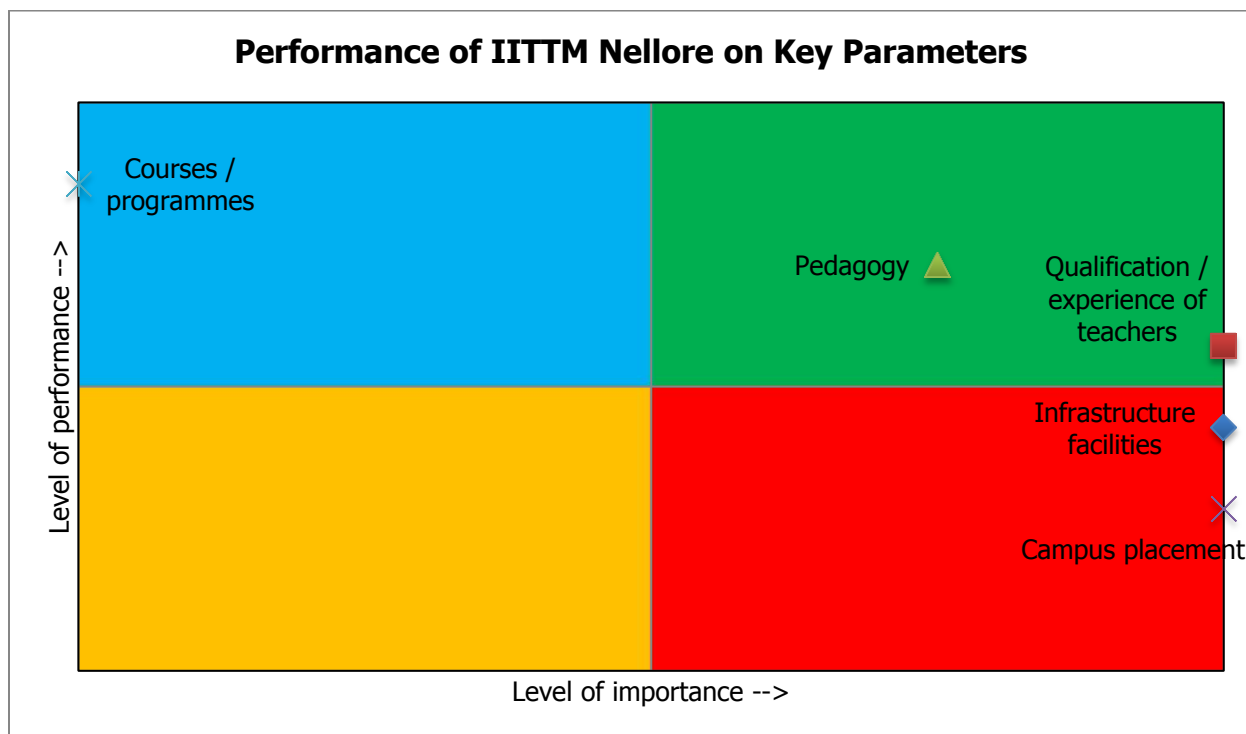 Performance of IITTM Nellore on Key Parameters
Level of performance -->
Courses /
programmes
Pedagogy
Qualification /
experience of
teachers
Infrastructure
facilities
Campus placement
Level of importance -->